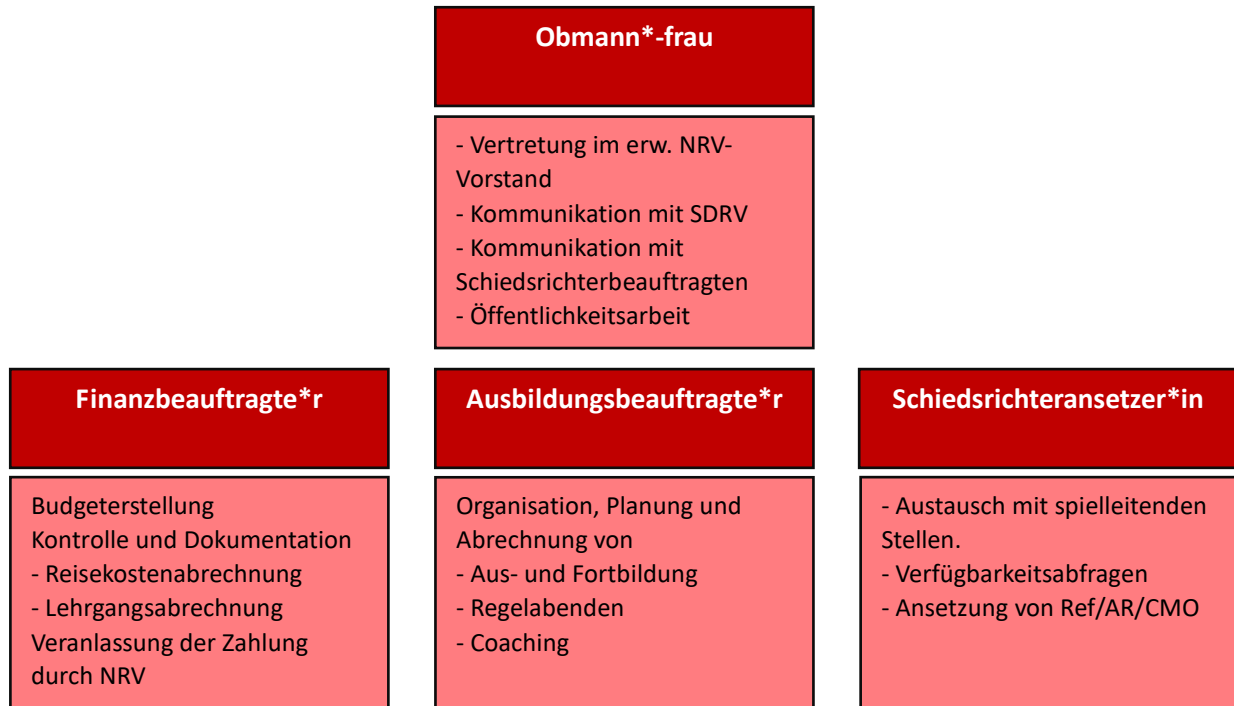 Obmann*-frau
- Vertretung im erw. NRV-
Vorstand
- Kommunikation mit SDRV
- Kommunikation mit
Schiedsrichterbeauftragten
- Öffentlichkeitsarbeit
Finanzbeauftragte*r
Budgeterstellung
Kontrolle und Dokumentation
- Reisekostenabrechnung
- Lehrgangsabrechnung
Veranlassung der Zahlung
durch NRV
Ausbildungsbeauftragte*r
Organisation, Planung und
Abrechnung von
- Aus- und Fortbildung
- Regelabenden
- Coaching
Schiedsrichteransetzer*in
- Austausch mit spielleitenden
Stellen.
- Verfügbarkeitsabfragen
- Ansetzung von Ref/AR/CMO